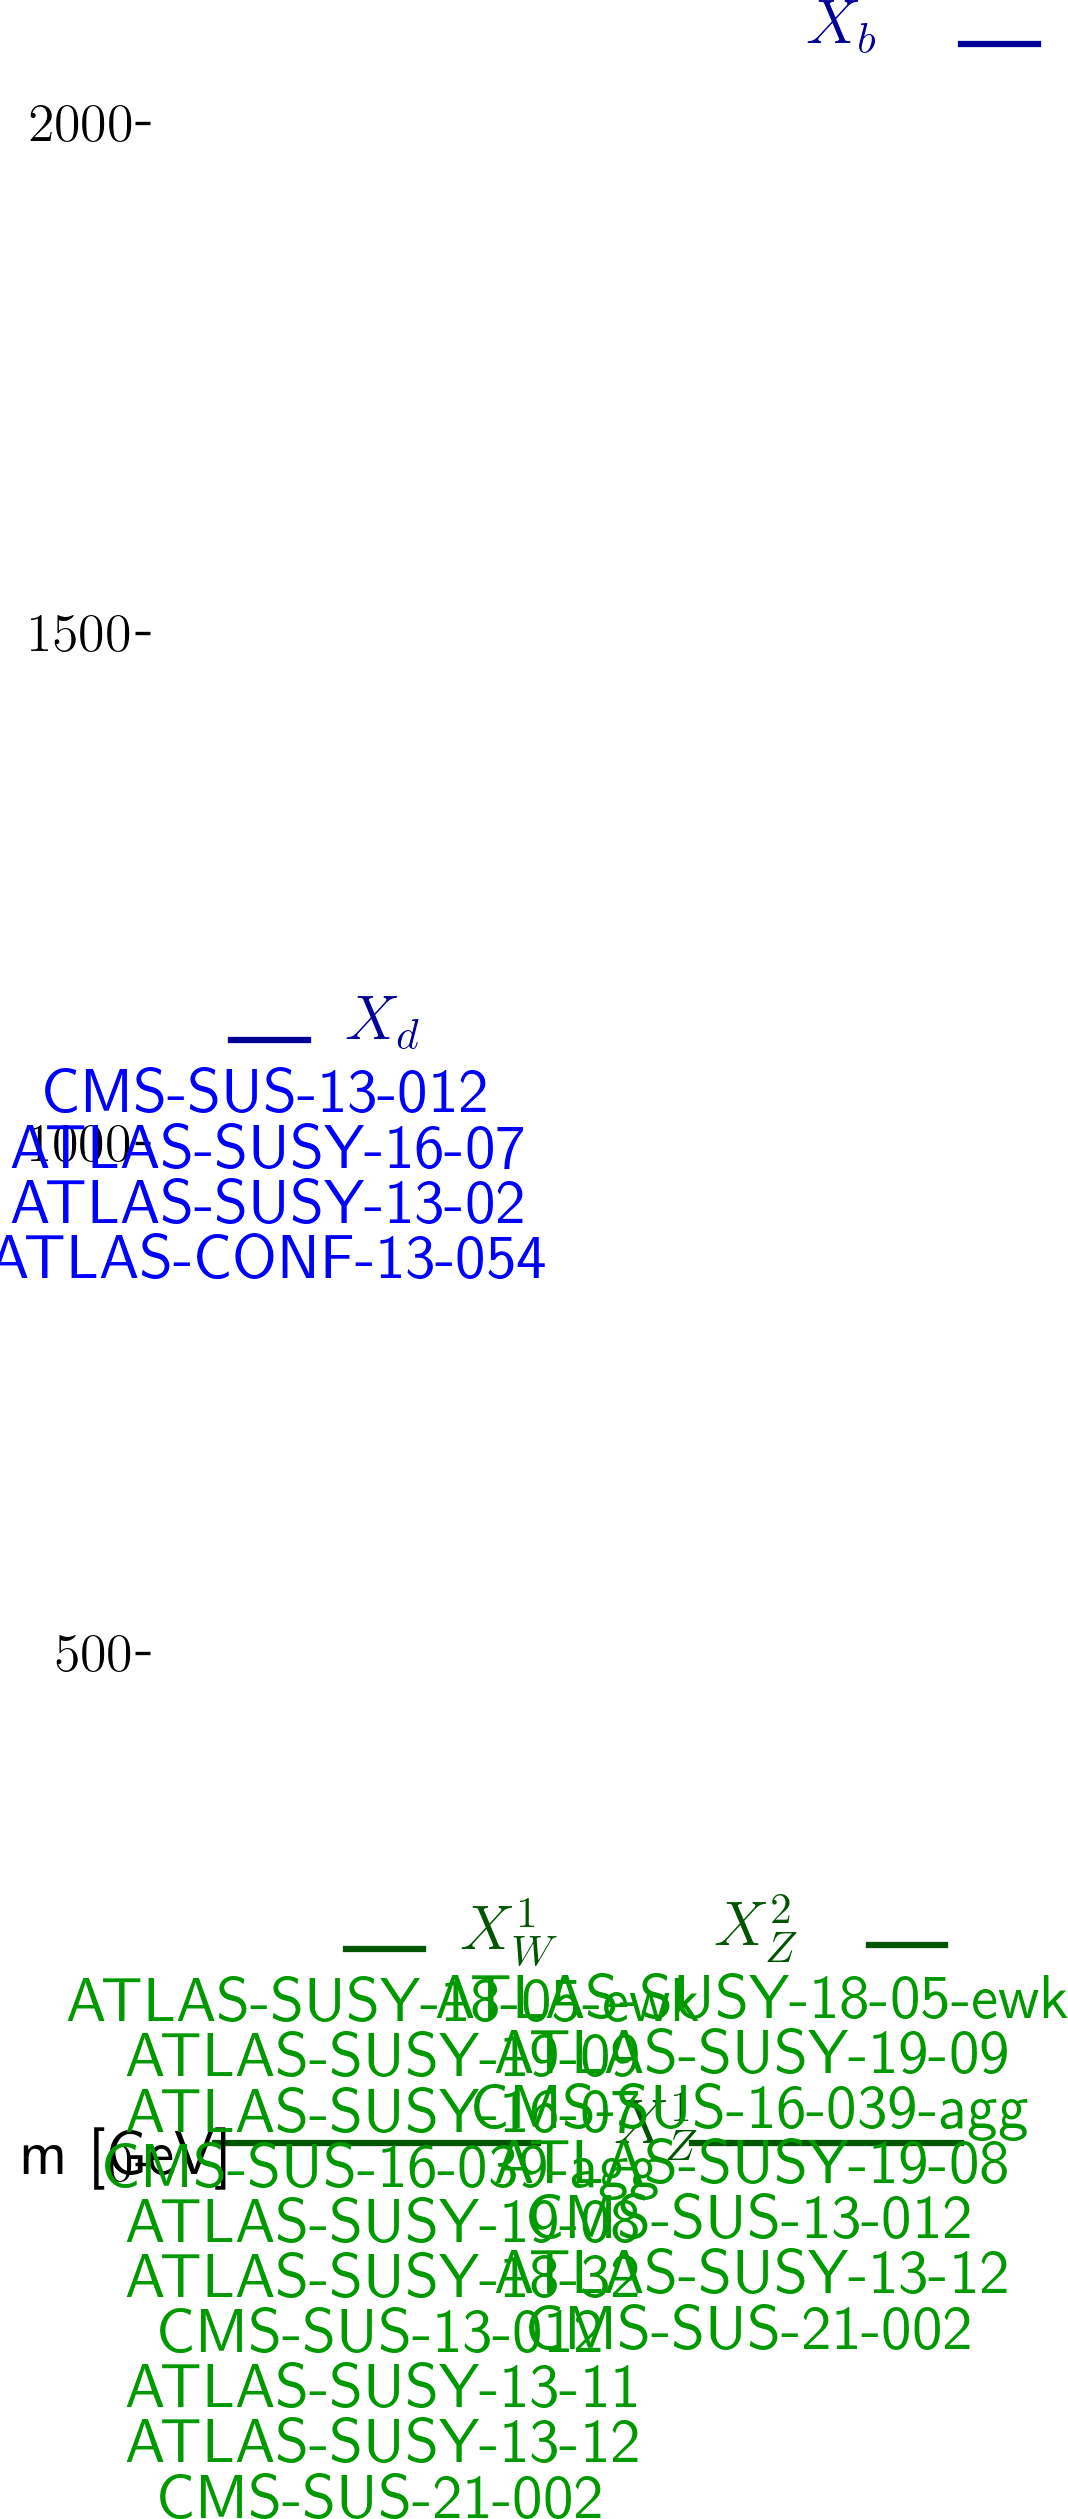 X_b
2000
1500
X_d
CMS-SUS-13-012
1000
ATLAS-SUSY-16-07
ATLAS-SUSY-13-02
ATLAS-CONF-13-054
500
X_W^1
X_Z^2
ATLAS-SUSY-18-05-ewk
ATLAS-SUSY-19-09
ATLAS-SUSY-16-07
CMS-SUS-16-039-agg
ATLAS-SUSY-19-08
ATLAS-SUSY-18-32
CMS-SUS-13-012
ATLAS-SUSY-13-11
ATLAS-SUSY-13-12
CMS-SUS-21-002
ATLAS-SUSY-18-05-ewk
ATLAS-SUSY-19-09
CMS-SUS-16-039-agg
ATLAS-SUSY-19-08
CMS-SUS-13-012
ATLAS-SUSY-13-12
CMS-SUS-21-002
X_Z^1
m [GeV]
0